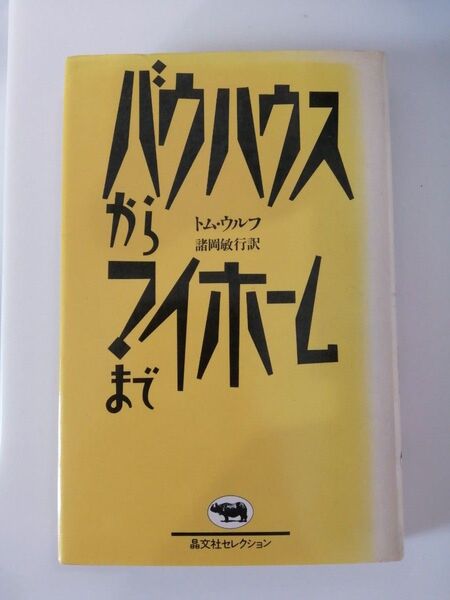 バウハウス
から
トム・ウルフ
諸岡敏行訳
マイホーム
まで
晶文社セレクション